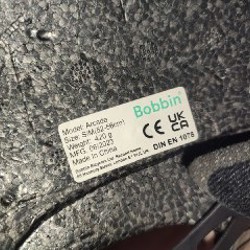 Bobbin
Model: Arcade
Size: S/M(52-56cm)
Weight: 420 g
MFG: 06/2023
Made in China
CE UK CA
DIN EN 1078